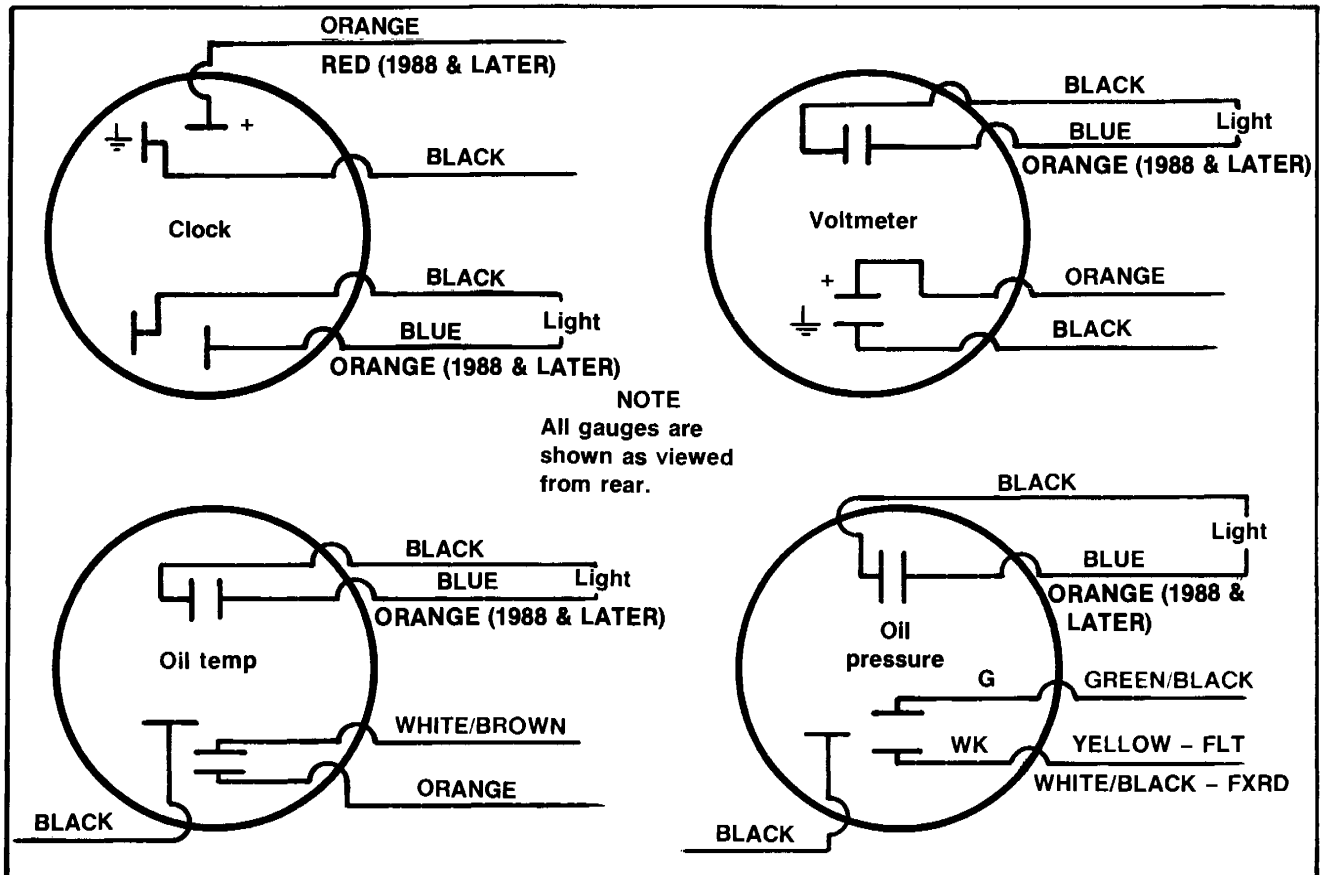 ORANGE
RED (1988 & LATER)
+
BLACK
Clock
BLACK
Light
BLUE
ORANGE (1988 & LATER)
BLACK
Light
BLUE
ORANGE (1988 & LATER)
Voltmeter
+
ORANGE
BLACK
NOTE
All gauges are
shown as viewed
from rear.
BLACK
Light
BLUE
ORANGE (1988 & LATER)
Oil temp
WHITE/BROWN
ORANGE
BLACK
BLACK
Light
BLUE
ORANGE (1988 &
LATER)
Oil
pressure
G GREEN/BLACK
WK YELLOW – FLT
WHITE/BLACK – FXRD
BLACK